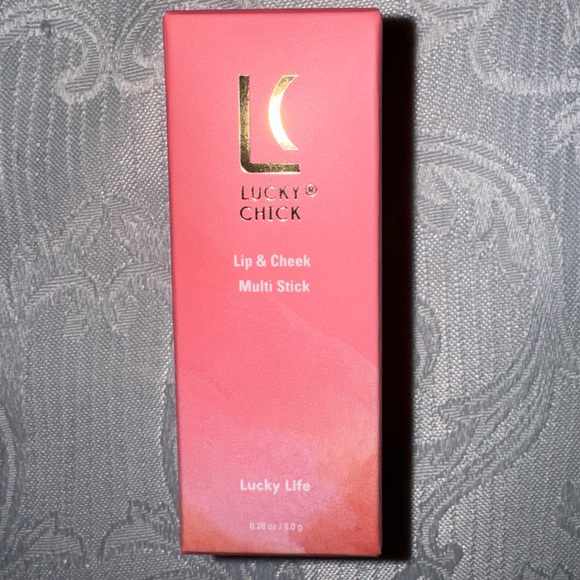 LC
LUCKY®
CHICK
Lip & Cheek
Multi Stick
Lucky Life
0.28 oz / 8.0 g